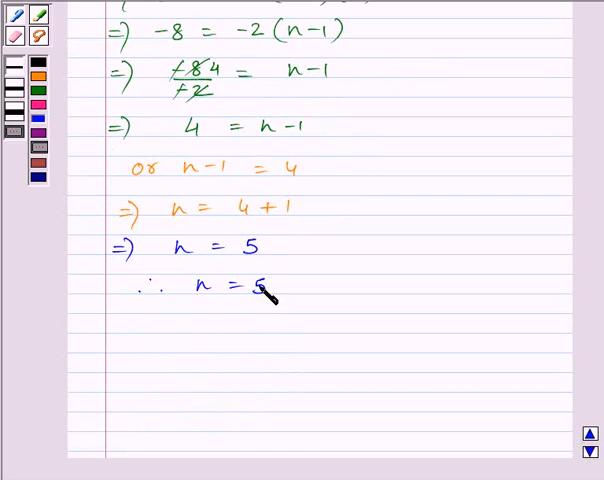 =) -8 = -2 (n-1)
=) -8 4 / -2 = n-1
=) 4 = n-1
or n-1 = 4
=) n = 4 + 1
=) n = 5
∴ n = 5